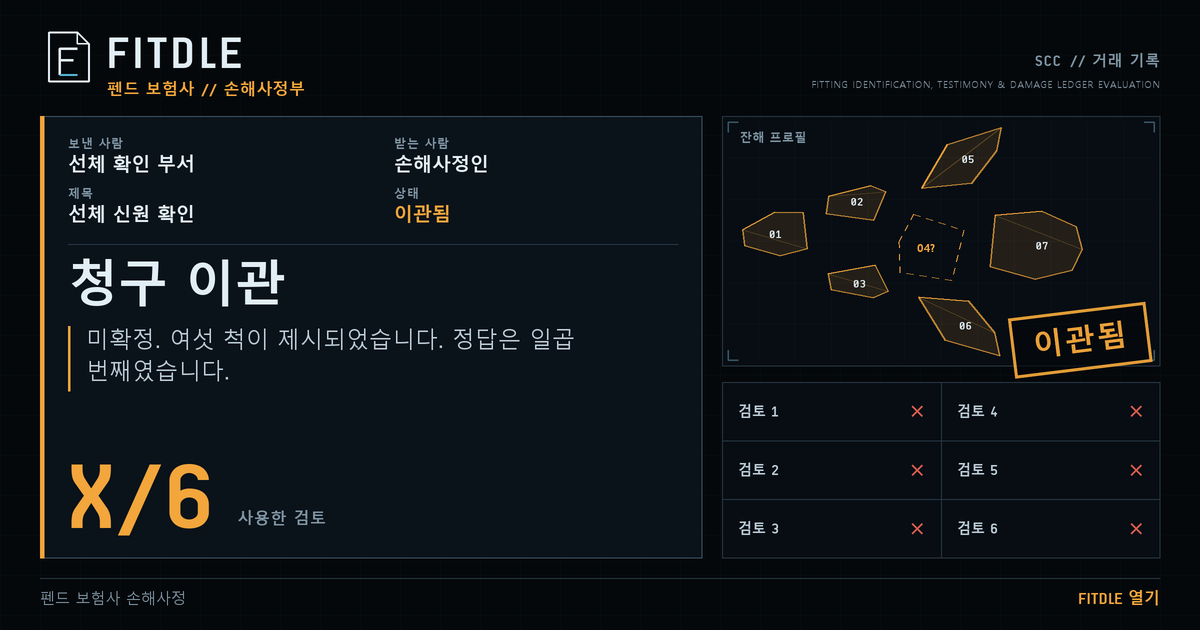 FITDLE
펜드 보험사 // 손해사정부
SCC // 거래 기록
FITTING IDENTIFICATION, TESTIMONY & DAMAGE LEDGER EVALUATION
보낸 사람
선체 확인 부서
받는 사람
손해사정인
제목
선체 신원 확인
상태
이관됨
청구 이관
미확정. 여섯 척이 제시되었습니다. 정답은 일곱
번째였습니다.
X/6
사용한 검토
잔해 프로필
05
02
01
04?
07
03
06
이관됨
검토 1
검토 4
검토 2
검토 5
검토 3
검토 6
펜드 보험사 손해사정
FITDLE 열기